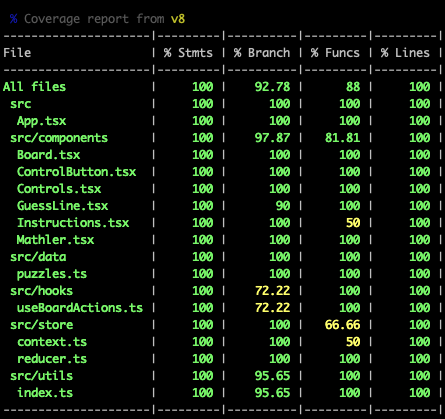 % Coverage report from v8
----------------------|---------|----------|---------|---------|
File                  | % Stmts | % Branch | % Funcs | % Lines |
----------------------|---------|----------|---------|---------|
All files             |     100 |    92.78 |      88 |     100 |
 src                  |     100 |      100 |     100 |     100 |
  App.tsx             |     100 |      100 |     100 |     100 |
 src/components       |     100 |    97.87 |   81.81 |     100 |
  Board.tsx           |     100 |      100 |     100 |     100 |
  ControlButton.tsx   |     100 |      100 |     100 |     100 |
  Controls.tsx        |     100 |      100 |     100 |     100 |
  GuessLine.tsx       |     100 |       90 |     100 |     100 |
  Instructions.tsx    |     100 |      100 |      50 |     100 |
  Mathler.tsx         |     100 |      100 |     100 |     100 |
 src/data             |     100 |      100 |     100 |     100 |
  puzzles.ts          |     100 |      100 |     100 |     100 |
 src/hooks            |     100 |    72.22 |     100 |     100 |
  useBoardActions.ts  |     100 |    72.22 |     100 |     100 |
 src/store            |     100 |      100 |   66.66 |     100 |
  context.ts          |     100 |      100 |      50 |     100 |
  reducer.ts          |     100 |      100 |     100 |     100 |
 src/utils            |     100 |    95.65 |     100 |     100 |
  index.ts            |     100 |    95.65 |     100 |     100 |
----------------------|---------|----------|---------|---------|